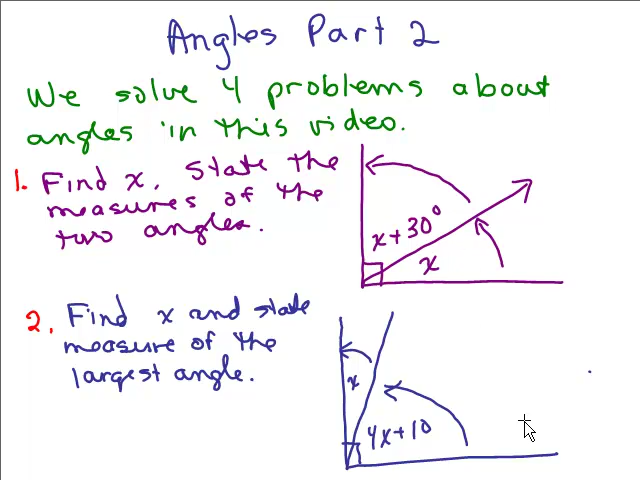 Angles Part 2
We solve 4 problems about
angles in this video.
1. Find x. State the
measures of the
two angles.
x+30°
x
2. Find x and state
measure of the
largest angle.
x
4x+10